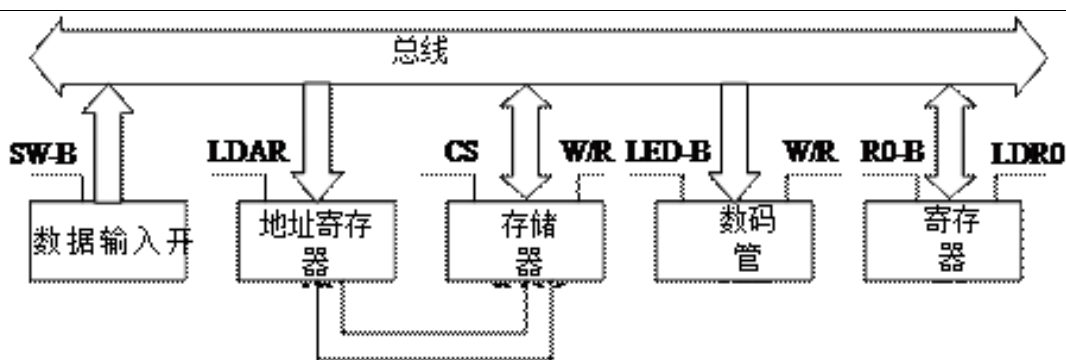 总线
SW-B
LDAR
CS
W/R
LED-B
W/R
R0-B
LDR0
数据输入开
地址寄存
器
存储
器
数码
管
寄存
器